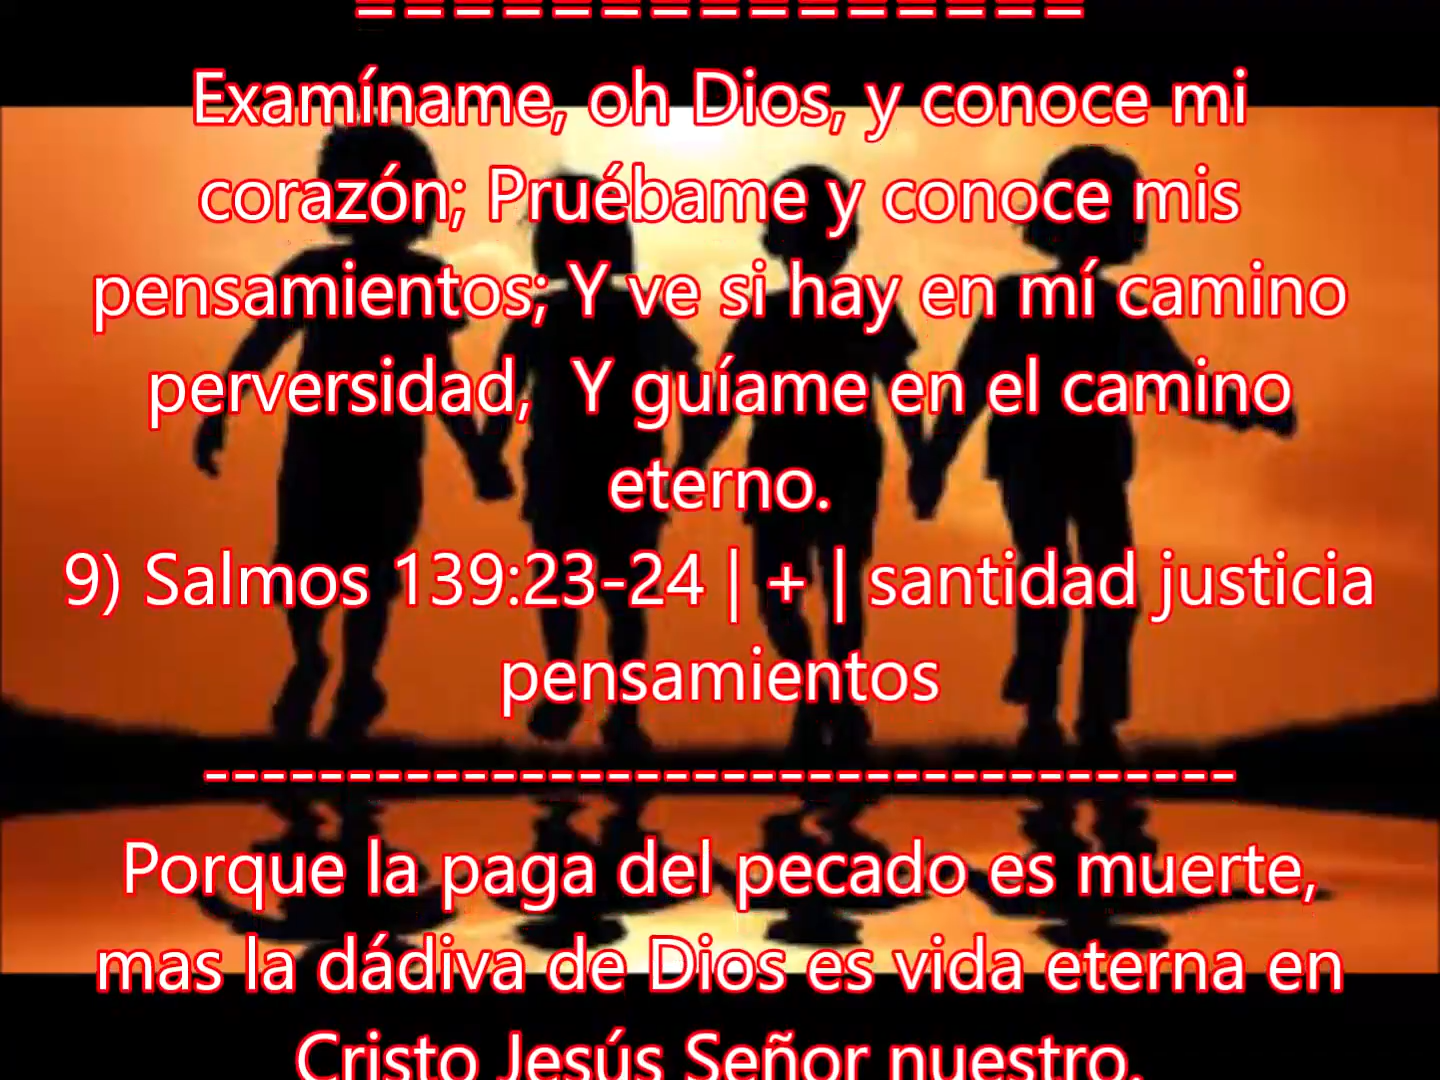 ================
Examíname, oh Dios, y conoce mi
corazón; Pruébame y conoce mis
pensamientos; Y ve si hay en mí camino
perversidad,  Y guíame en el camino
eterno.
9) Salmos 139:23-24 | + | santidad justicia
pensamientos
------------------------------------
Porque la paga del pecado es muerte,
mas la dádiva de Dios es vida eterna en
Cristo Jesús Señor nuestro.